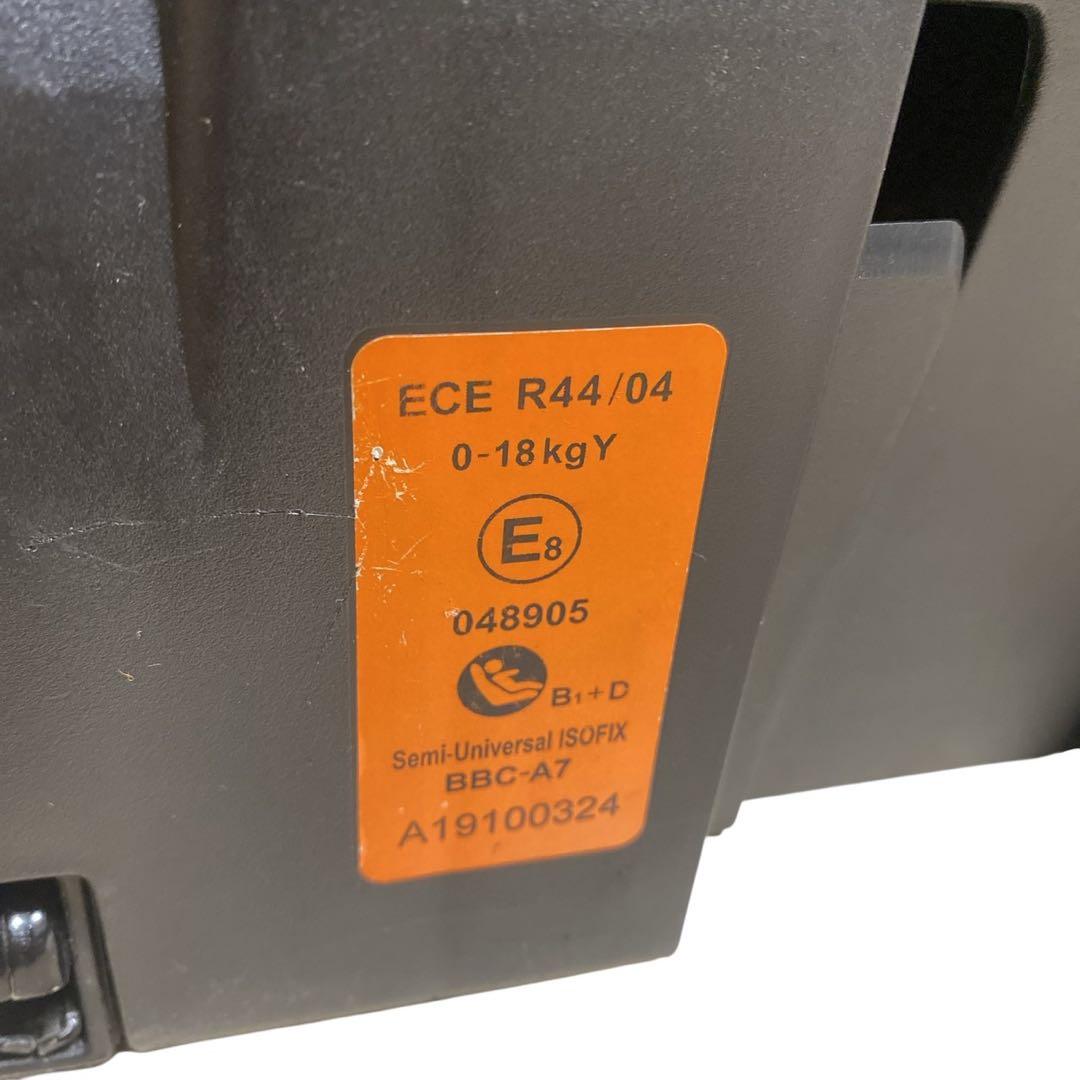 ECE R44/04
0-18kgY
E8
048905
B1+D
Semi-Universal ISOFIX
BBC-A7
A19100324